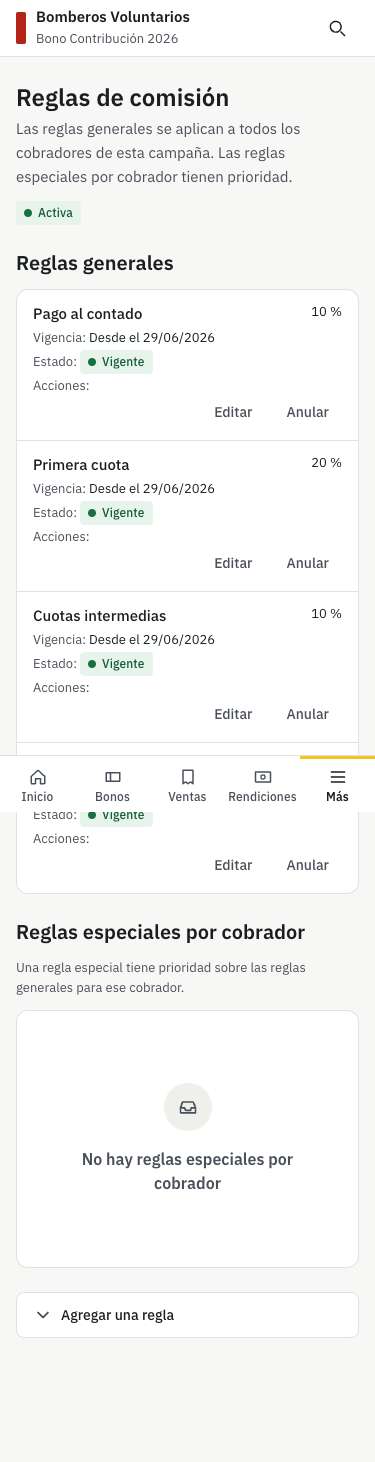 Bomberos Voluntarios
Bono Contribución 2026
Reglas de comisión
Las reglas generales se aplican a todos los
cobradores de esta campaña. Las reglas
especiales por cobrador tienen prioridad.
Activa
Reglas generales
Pago al contado 10 %
Vigencia: Desde el 29/06/2026
Estado: Vigente
Acciones:
Editar Anular
Primera cuota 20 %
Vigencia: Desde el 29/06/2026
Estado: Vigente
Acciones:
Editar Anular
Cuotas intermedias 10 %
Vigencia: Desde el 29/06/2026
Estado: Vigente
Acciones:
Editar Anular
Inicio Bonos Ventas Rendiciones Más
Estado: Vigente
Acciones:
Editar Anular
Reglas especiales por cobrador
Una regla especial tiene prioridad sobre las reglas
generales para ese cobrador.
No hay reglas especiales por
cobrador
Agregar una regla